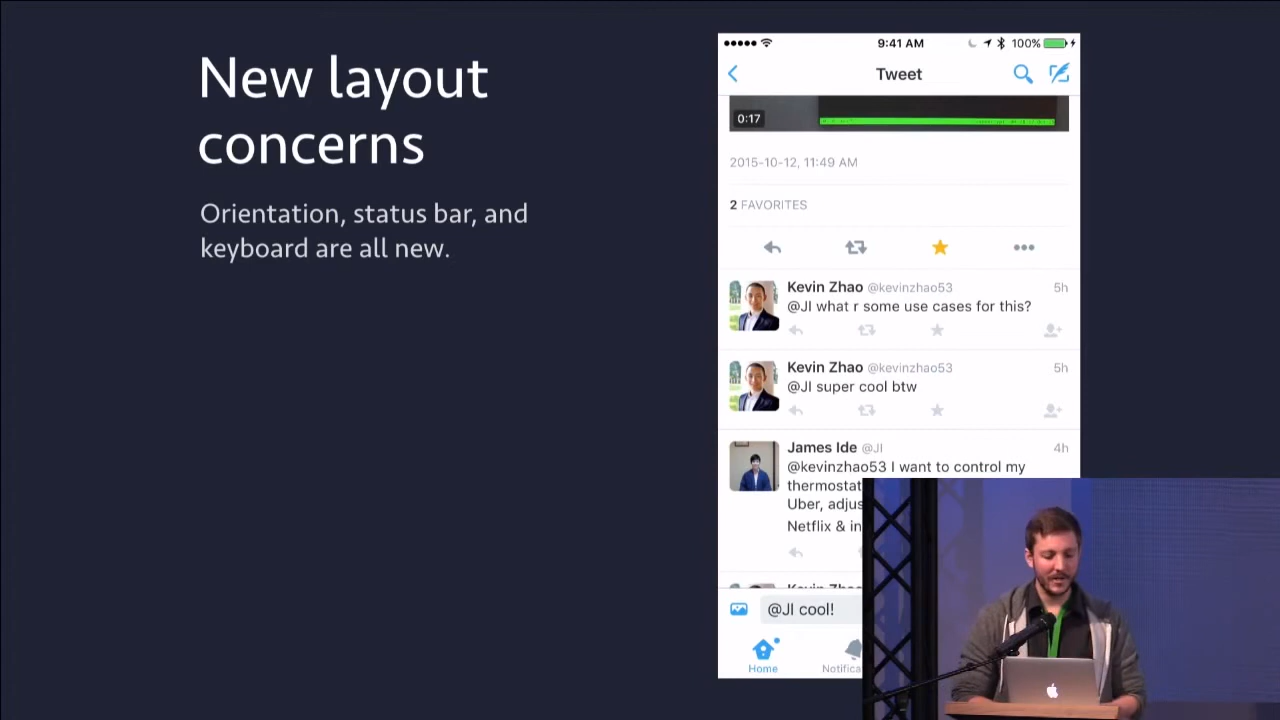 New layout
concerns
Orientation, status bar, and
keyboard are all new.
9:41 AM
100%
Tweet
0:17
2015-10-12, 11:49 AM
2 FAVORITES
Kevin Zhao @kevinzhao53 5h
@JI what r some use cases for this?
Kevin Zhao @kevinzhao53 5h
@JI super cool btw
James Ide @JI 4h
@kevinzhao53 I want to control my
thermostat
Uber, adjus
Netflix & in
@JI cool!
Home
Notifica